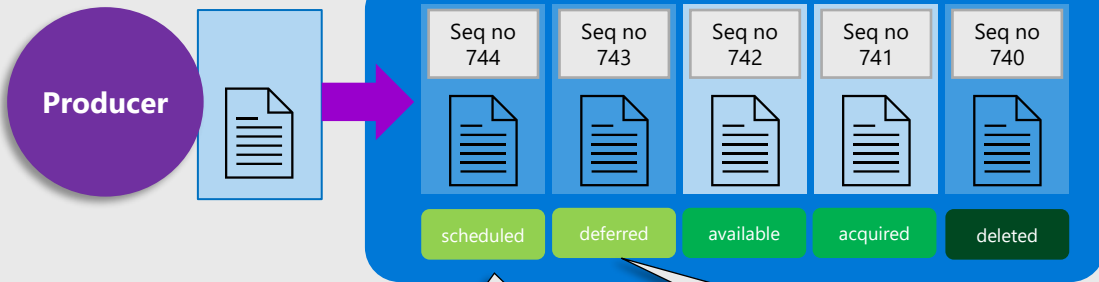 Producer
Seq no
744
Seq no
743
Seq no
742
Seq no
741
Seq no
740
scheduled
deferred
available
acquired
deleted